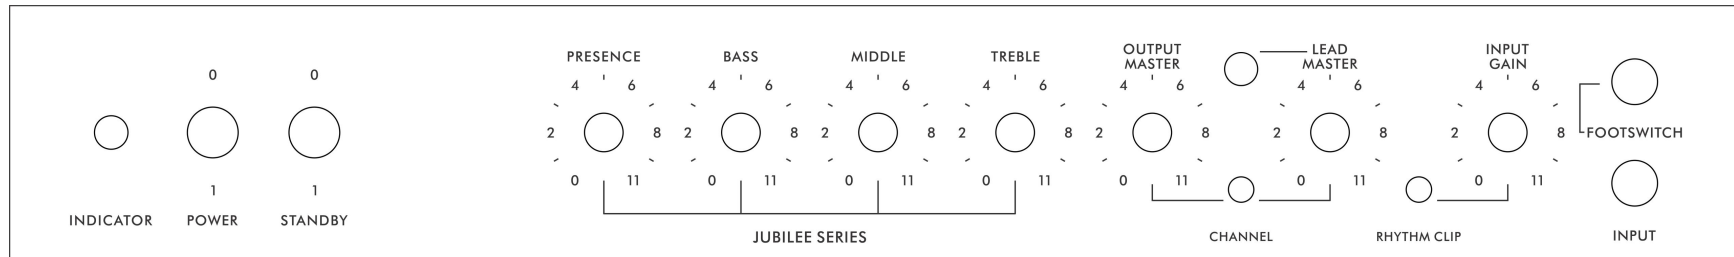 PRESENCE BASS MIDDLE TREBLE OUTPUT MASTER LEAD MASTER INPUT GAIN
0 0 4 6 4 6 4 6 4 6 4 6 4 6 4 6
2 8 2 8 2 8 2 8 2 8 2 8 2 8 FOOTSWITCH
1 1 0 11 0 11 0 11 0 11 0 11 0 11 0 11
INDICATOR POWER STANDBY
JUBILEE SERIES CHANNEL RHYTHM CLIP INPUT